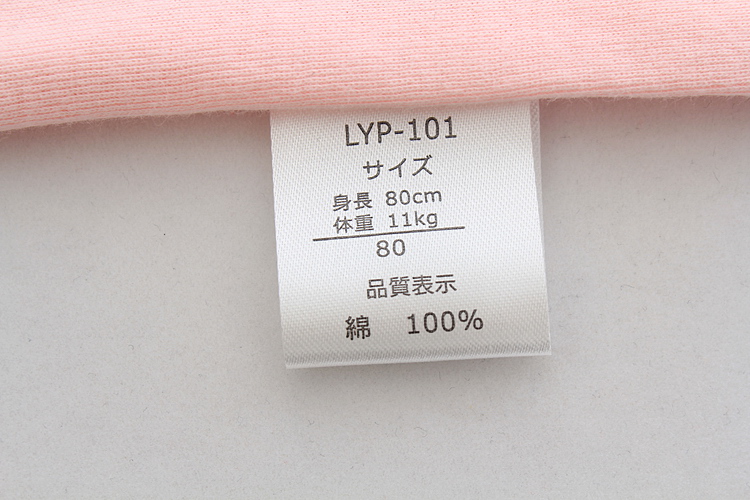 LYP-101
サイズ
身長 80cm
体重 11kg
80
品質表示
綿 100%